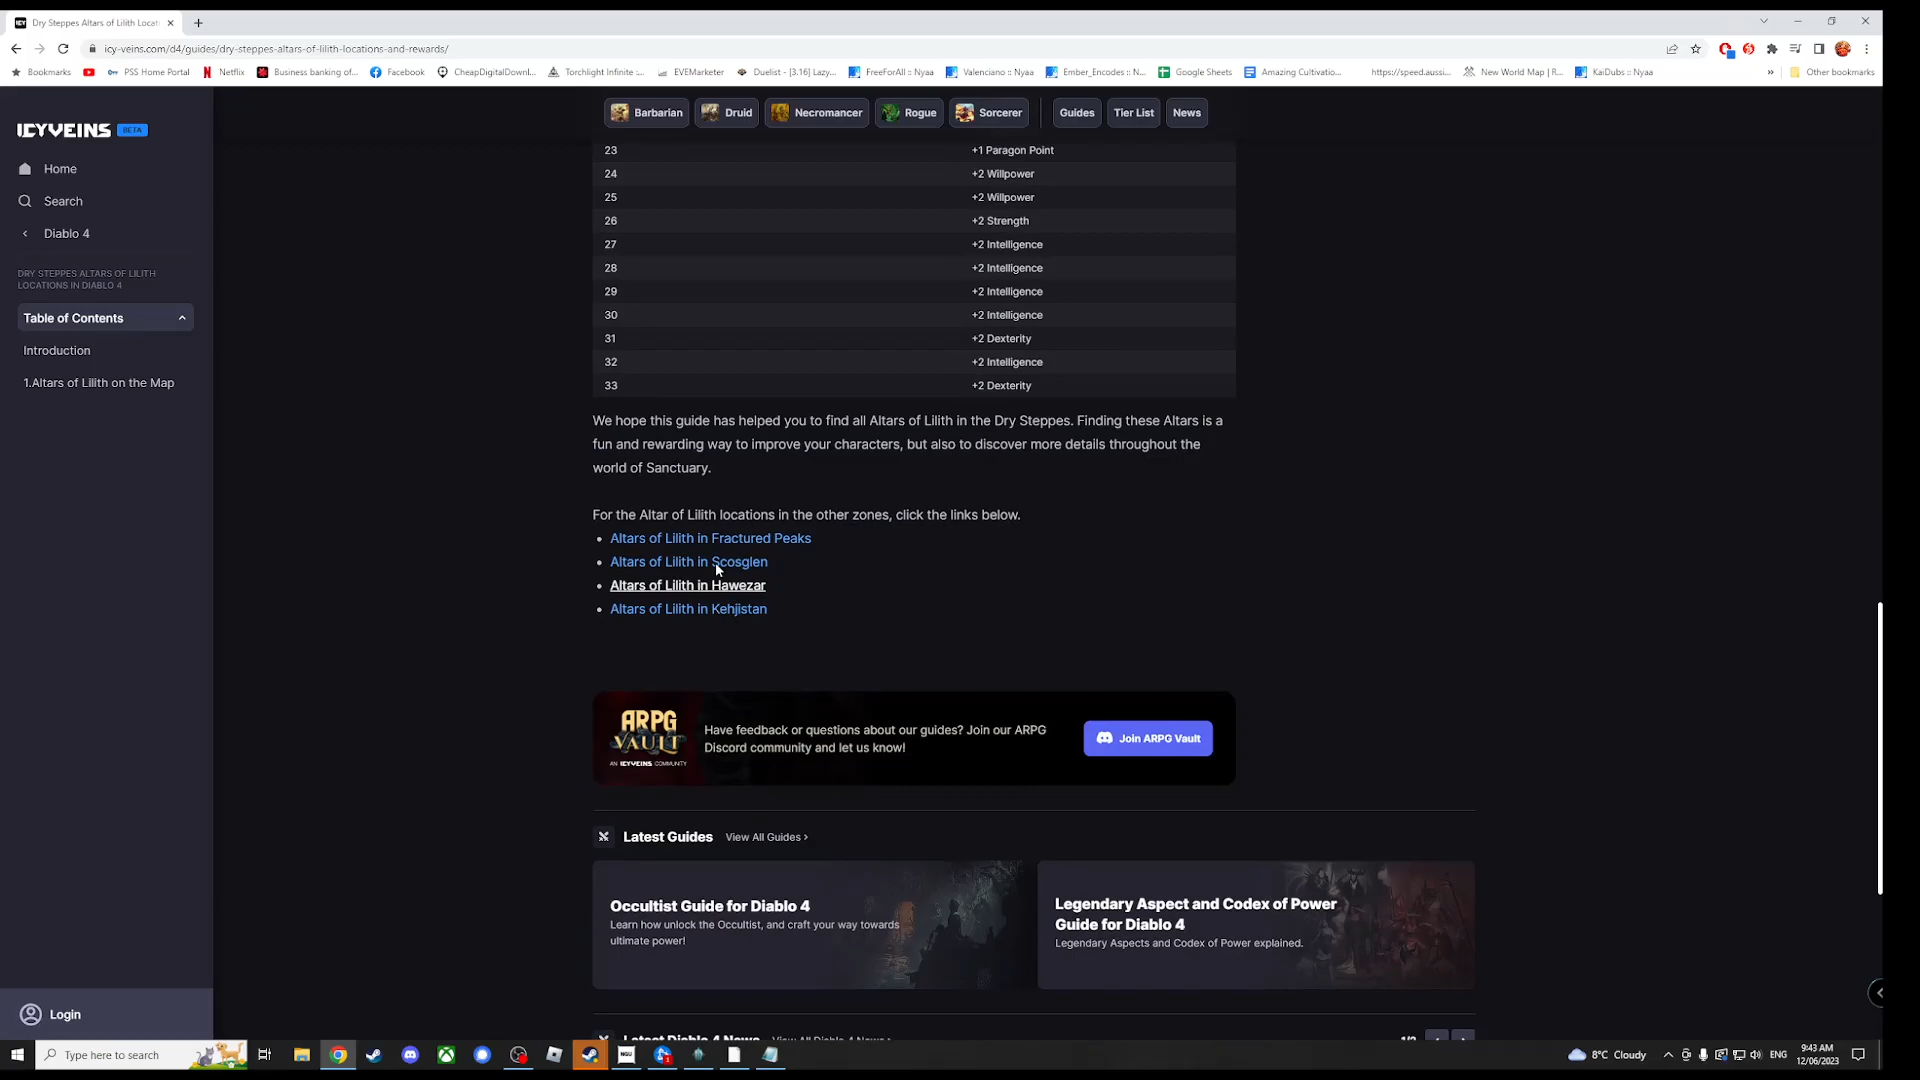 Dry Steppes Altars of Lilith Locat
icy-veins.com/d4/guides/dry-steppes-altars-of-lilith-locations-and-rewards/
Bookmarks
PSS Home Portal
Netflix
Business banking of...
Facebook
CheapDigitalDownl...
Torchlight Infinite :...
EVEMarketer
Duelist - [3.16] Lazy...
FreeForAll :: Nyaa
Valenciano :: Nyaa
Ember_Encodes :: N...
Google Sheets
Amazing Cultivatio...
https://speed.aussi...
New World Map | R...
KaiDubs :: Nyaa
»
Other bookmarks
ICYVEINS BETA
Barbarian
Druid
Necromancer
Rogue
Sorcerer
Guides
Tier List
News
Home
Search
Diablo 4
DRY STEPPES ALTARS OF LILITH
LOCATIONS IN DIABLO 4
Table of Contents
Introduction
1.Altars of Lilith on the Map
23 +1 Paragon Point
24 +2 Willpower
25 +2 Willpower
26 +2 Strength
27 +2 Intelligence
28 +2 Intelligence
29 +2 Intelligence
30 +2 Intelligence
31 +2 Dexterity
32 +2 Intelligence
33 +2 Dexterity
We hope this guide has helped you to find all Altars of Lilith in the Dry Steppes. Finding these Altars is a
fun and rewarding way to improve your characters, but also to discover more details throughout the
world of Sanctuary.
For the Altar of Lilith locations in the other zones, click the links below.
• Altars of Lilith in Fractured Peaks
• Altars of Lilith in Scosglen
• Altars of Lilith in Hawezar
• Altars of Lilith in Kehjistan
ARPG
VAULT
AN ICYVEINS COMMUNITY
Have feedback or questions about our guides? Join our ARPG
Discord community and let us know!
Join ARPG Vault
Latest Guides View All Guides >
Occultist Guide for Diablo 4
Learn how unlock the Occultist, and craft your way towards
ultimate power!
Legendary Aspect and Codex of Power
Guide for Diablo 4
Legendary Aspects and Codex of Power explained.
Latest Diablo 4 News View All Diablo 4 News >
Login
Type here to search
NGU
8°C Cloudy
ENG
9:43 AM
12/06/2023